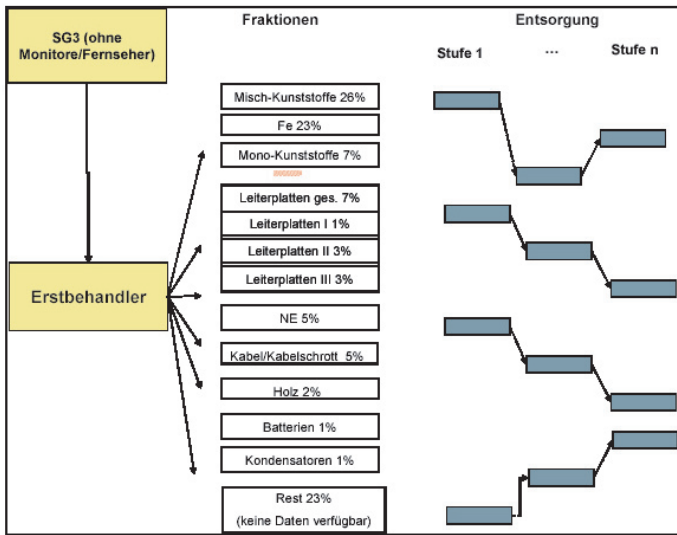 SG3 (ohne
Monitore/Fernseher)
Erstbehandler
Fraktionen
Misch-Kunststoffe 26%
Fe 23%
Mono-Kunststoffe 7%
Leiterplatten ges. 7%
Leiterplatten I 1%
Leiterplatten II 3%
Leiterplatten III 3%
NE 5%
Kabel/Kabelschrott 5%
Holz 2%
Batterien 1%
Kondensatoren 1%
Rest 23%
(keine Daten verfügbar)
Entsorgung
Stufe 1
...
Stufe n